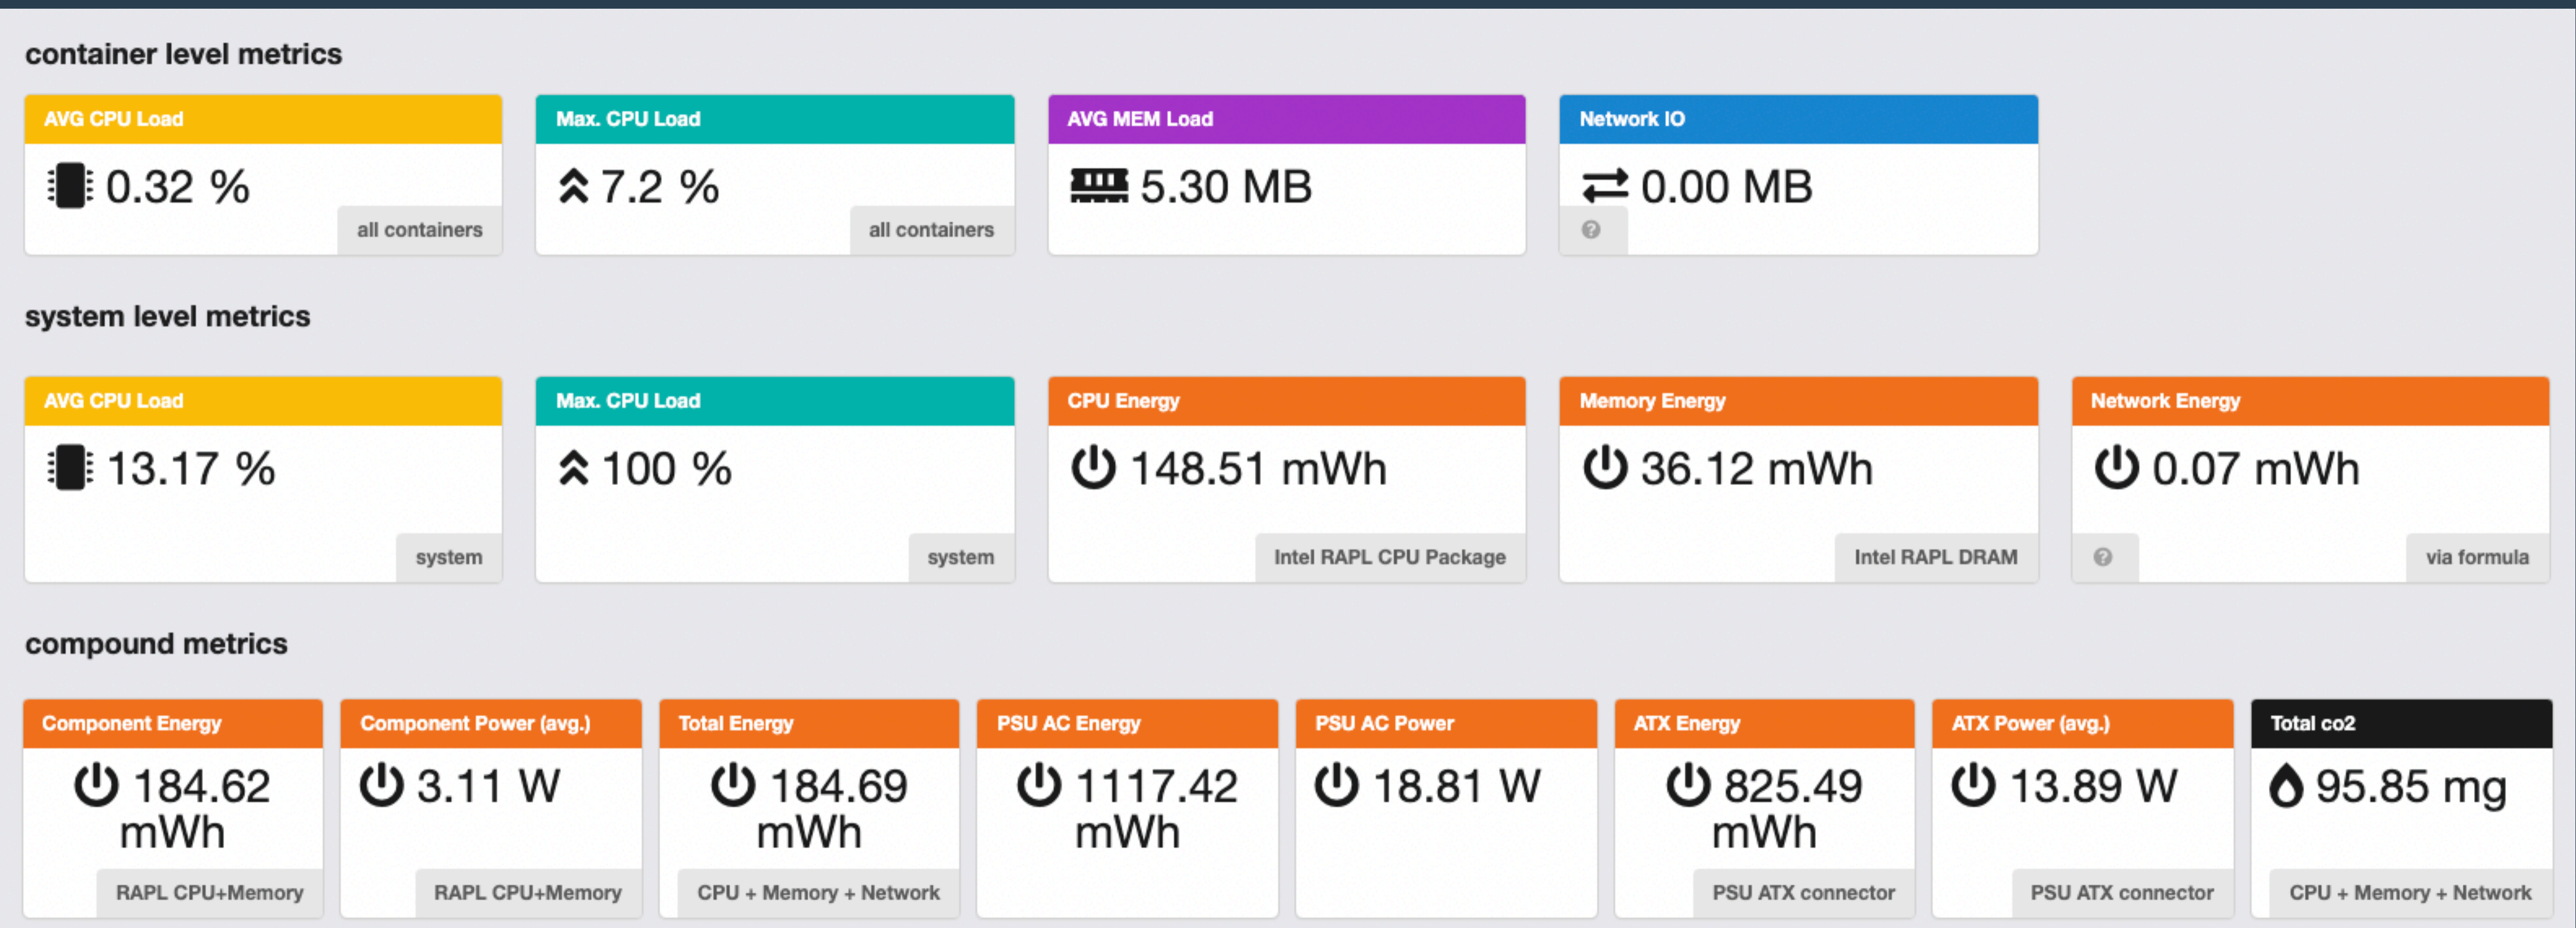 container level metrics
AVG CPU Load
0.32 %
all containers
Max. CPU Load
7.2 %
all containers
AVG MEM Load
5.30 MB
Network IO
0.00 MB
?
system level metrics
AVG CPU Load
13.17 %
system
Max. CPU Load
100 %
system
CPU Energy
148.51 mWh
Intel RAPL CPU Package
Memory Energy
36.12 mWh
Intel RAPL DRAM
Network Energy
0.07 mWh
?
via formula
compound metrics
Component Energy
184.62
mWh
RAPL CPU+Memory
Component Power (avg.)
3.11 W
RAPL CPU+Memory
Total Energy
184.69
mWh
CPU + Memory + Network
PSU AC Energy
1117.42
mWh
PSU AC Power
18.81 W
ATX Energy
825.49
mWh
PSU ATX connector
ATX Power (avg.)
13.89 W
PSU ATX connector
Total co2
95.85 mg
CPU + Memory + Network